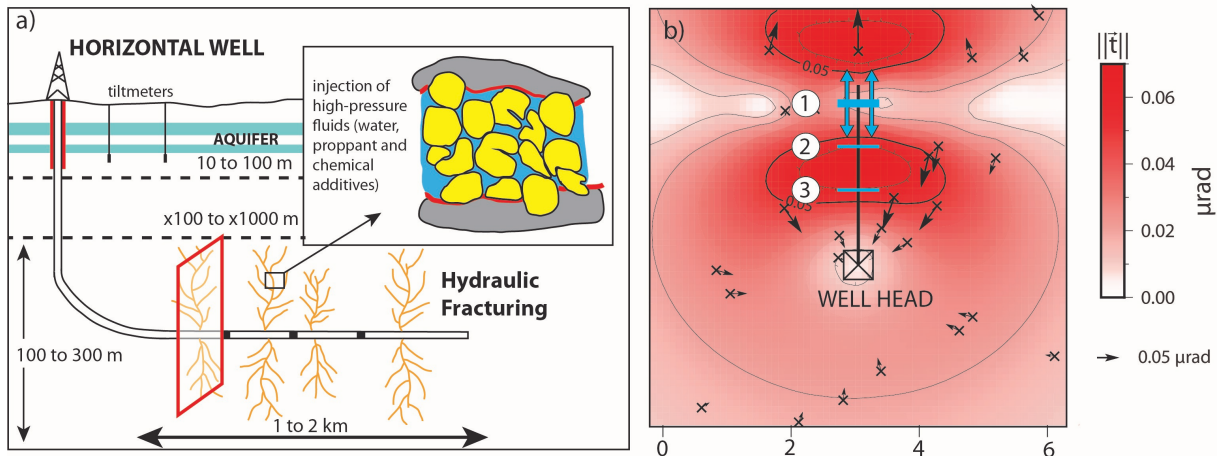 a)
HORIZONTAL WELL
tiltmeters
AQUIFER
10 to 100 m
x100 to x1000 m
injection of
high-pressure
fluids (water,
proppant and
chemical
additives)
Hydraulic
Fracturing
100 to 300 m
1 to 2 km
b)
0.05
1
2
3
0.05
WELL HEAD
0
2
4
6
||t⃗||
0.06
0.04
0.02
0.00
μrad
0.05 μrad